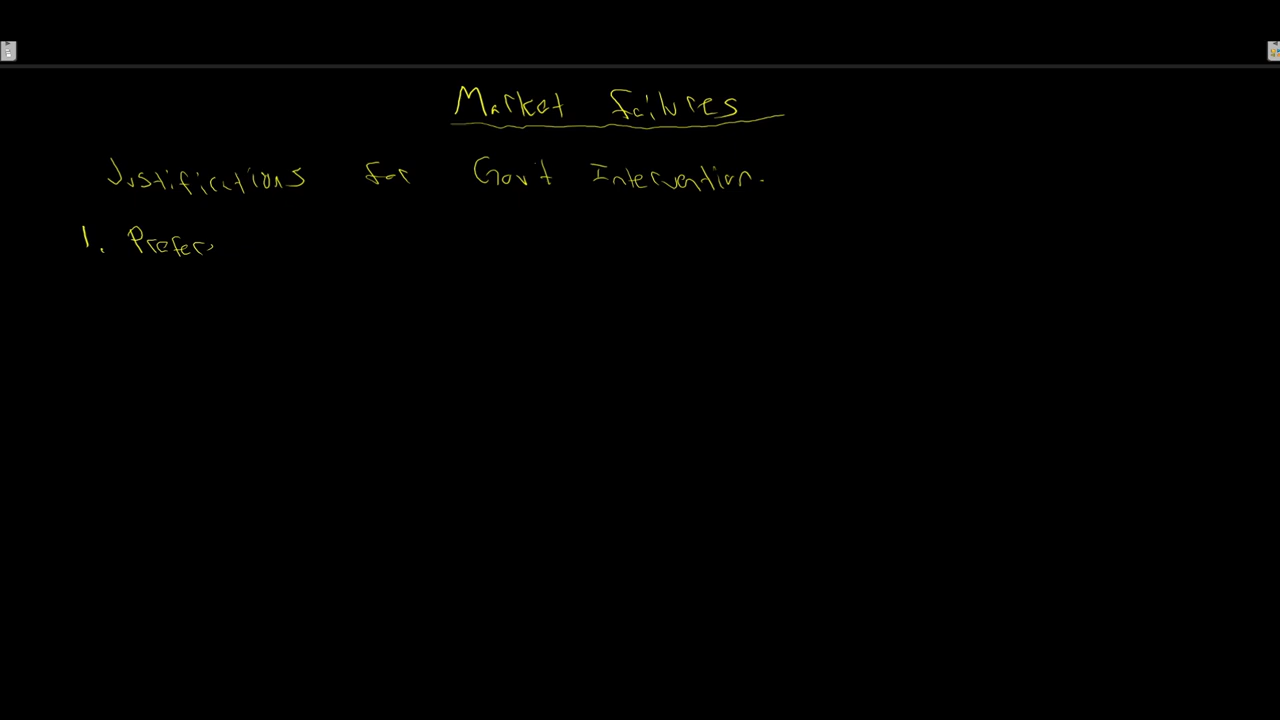 Market Failures
Justifications for Gov't Intervention.
1. Prefer